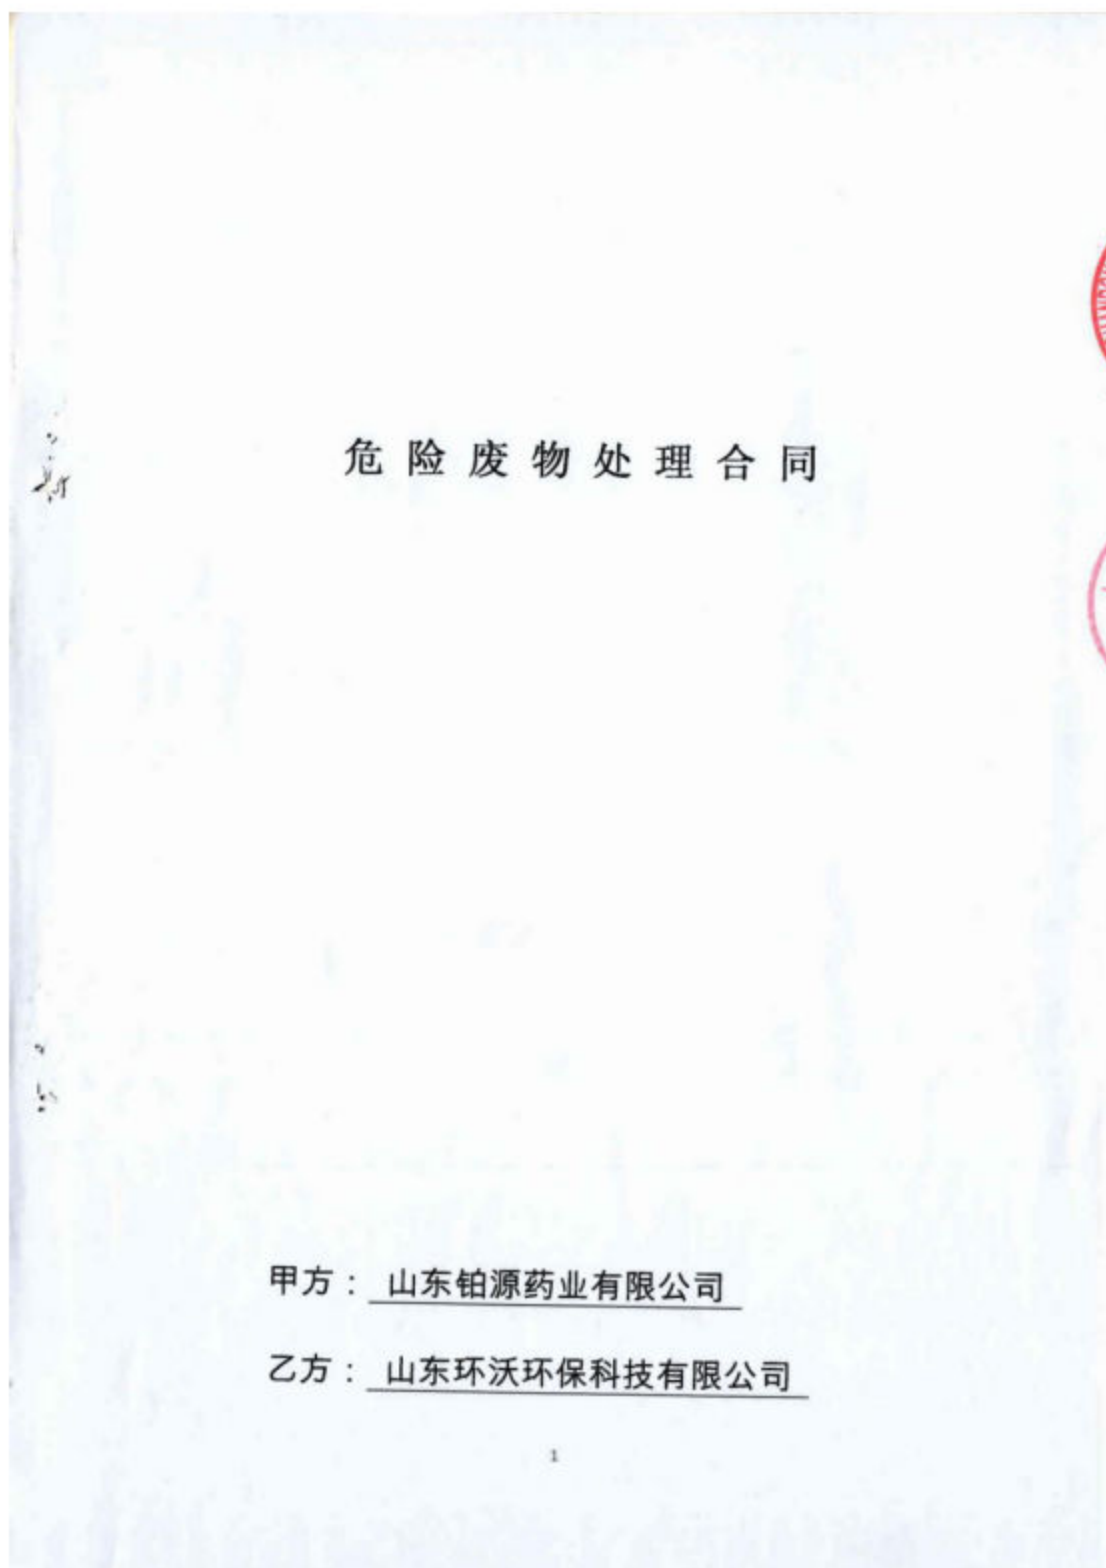 危险废物处理合同
甲方：山东铂源药业有限公司
乙方：山东环沃环保科技有限公司
1